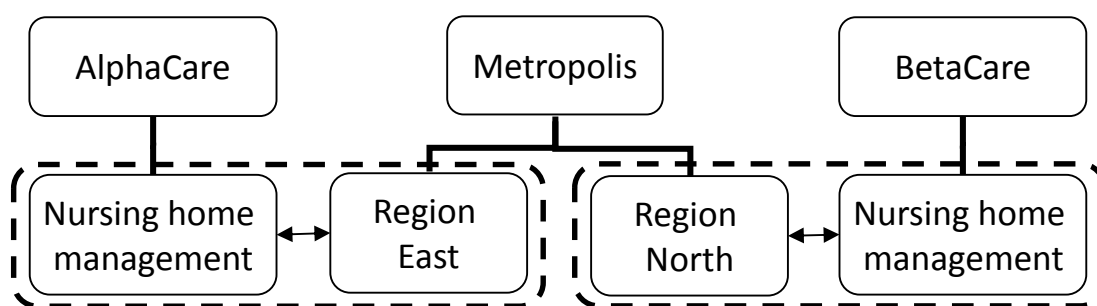 AlphaCare
Metropolis
BetaCare
Nursing home
management
Region
East
Region
North
Nursing home
management